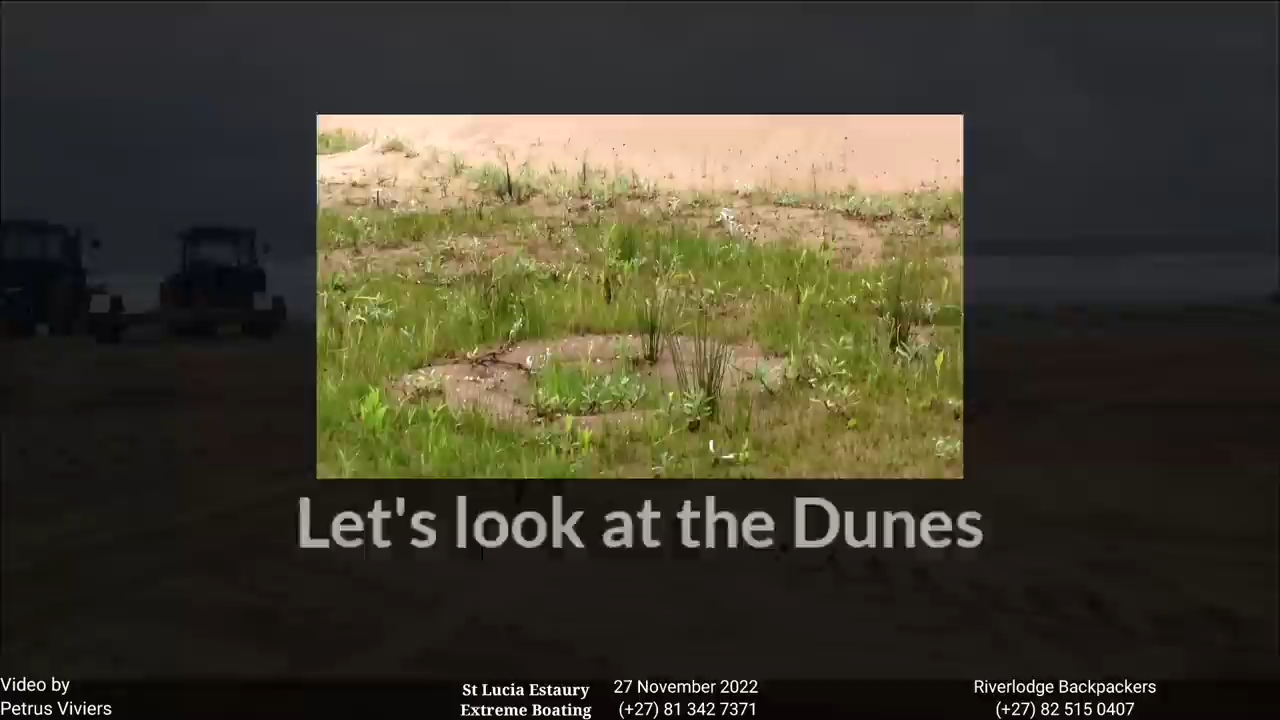 Let's look at the Dunes
Video by
Petrus Viviers
St Lucia Estaury
Extreme Boating
27 November 2022
(+27) 81 342 7371
Riverlodge Backpackers
(+27) 82 515 0407